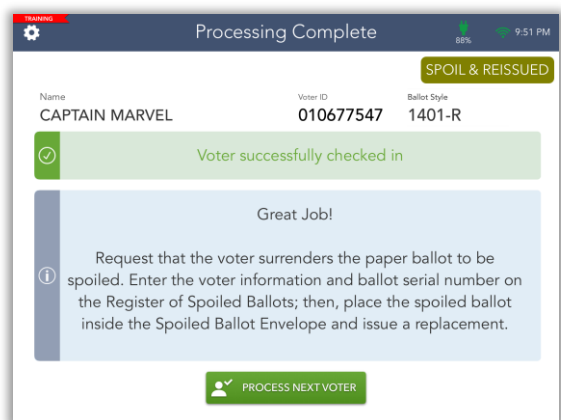 TRAINING
Processing Complete
88%
9:51 PM
SPOIL & REISSUED
Name
Voter ID
Ballot Style
CAPTAIN MARVEL
010677547
1401-R
Voter successfully checked in
Great Job!
Request that the voter surrenders the paper ballot to be
spoiled. Enter the voter information and ballot serial number on
the Register of Spoiled Ballots; then, place the spoiled ballot
inside the Spoiled Ballot Envelope and issue a replacement.
PROCESS NEXT VOTER